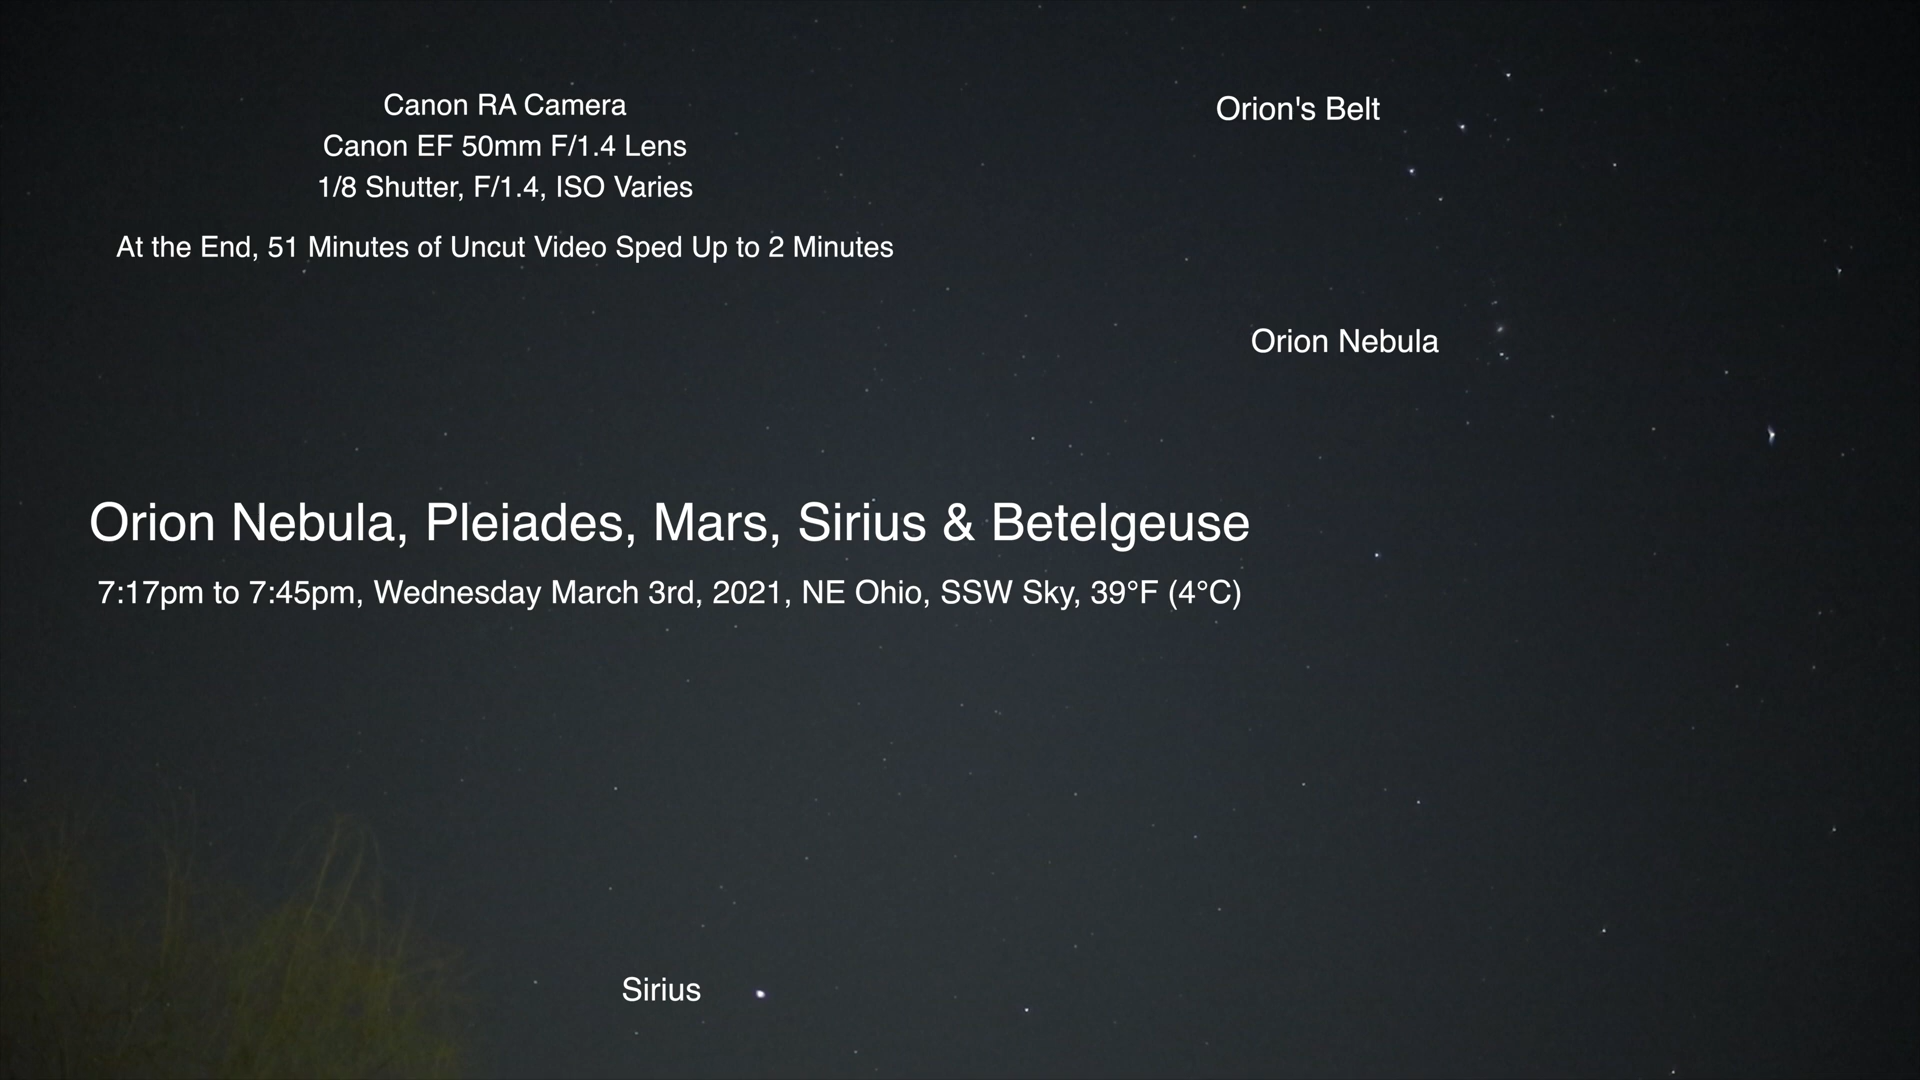 Canon RA Camera
Canon EF 50mm F/1.4 Lens
1/8 Shutter, F/1.4, ISO Varies
At the End, 51 Minutes of Uncut Video Sped Up to 2 Minutes
Orion's Belt
Orion Nebula
Orion Nebula, Pleiades, Mars, Sirius & Betelgeuse
7:17pm to 7:45pm, Wednesday March 3rd, 2021, NE Ohio, SSW Sky, 39°F (4°C)
Sirius